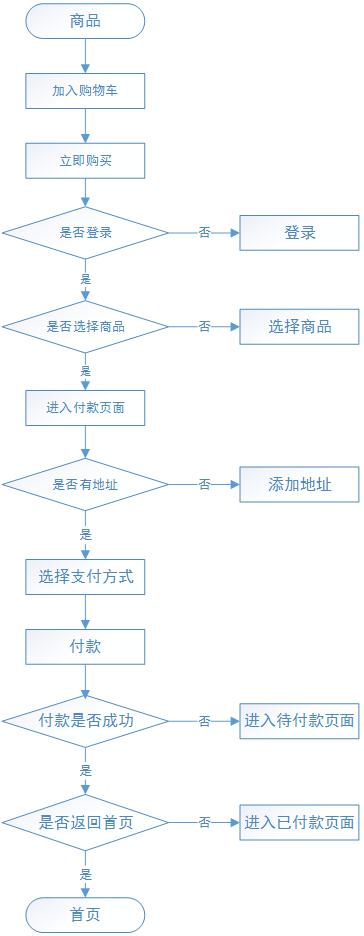 商品
加入购物车
立即购买
是否登录
否
登录
是
是否选择商品
否
选择商品
是
进入付款页面
是否有地址
否
添加地址
是
选择支付方式
付款
付款是否成功
否
进入待付款页面
是
是否返回首页
否
进入已付款页面
是
首页